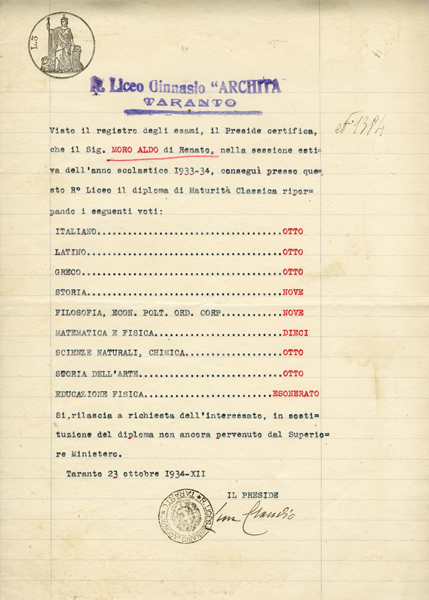 L.3
R. Liceo Ginnasio "ARCHITA
TARANTO
N° 1384
Visto il registro degli esami, il Preside certifica,
che il Sig. MORO ALDO di Renato, nella sessione esti=
va dell'anno scolastico 1933-34, conseguì presso que=
sto R° Liceo il diploma di Maturità Classica ripor=
pando i seguenti voti:
ITALIANO..................................OTTO
LATINO....................................OTTO
GRECO.....................................OTTO
STORIA....................................NOVE
FILOSOFIA, ECON. POLT. ORD. CORP..........NOVE
MATEMATICA E FISICA.......................DIECI
SCIENZE NATURALI, CHIMICA.................OTTO
STORIA DELL'ARTE..........................OTTO
EDUCALIONE FISICA.......................ESONERATO
Si,rilascia a richiesta dell'interessato, in sosti=
tuzione del diploma non ancora pervenuto dal Superio=
re Ministero.
Taranto 23 ottobre 1934-XII
IL PRESIDE